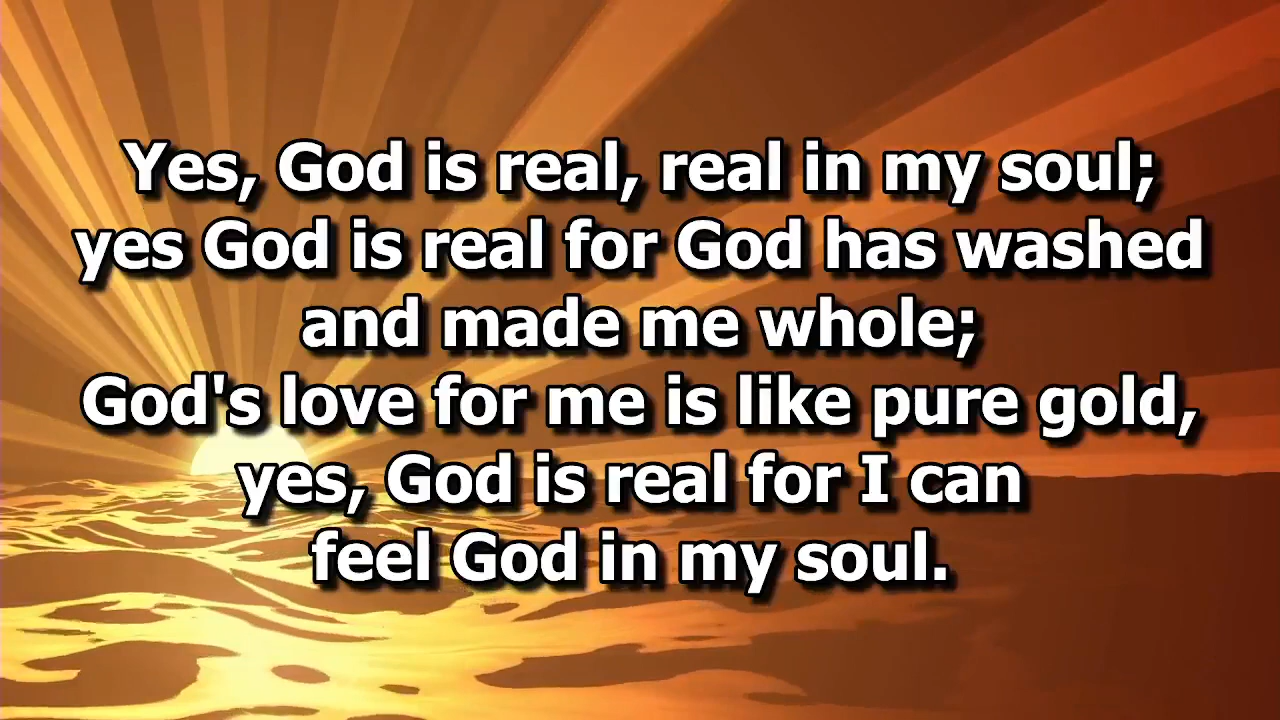 Yes, God is real, real in my soul;
yes God is real for God has washed
and made me whole;
God's love for me is like pure gold,
yes, God is real for I can
feel God in my soul.